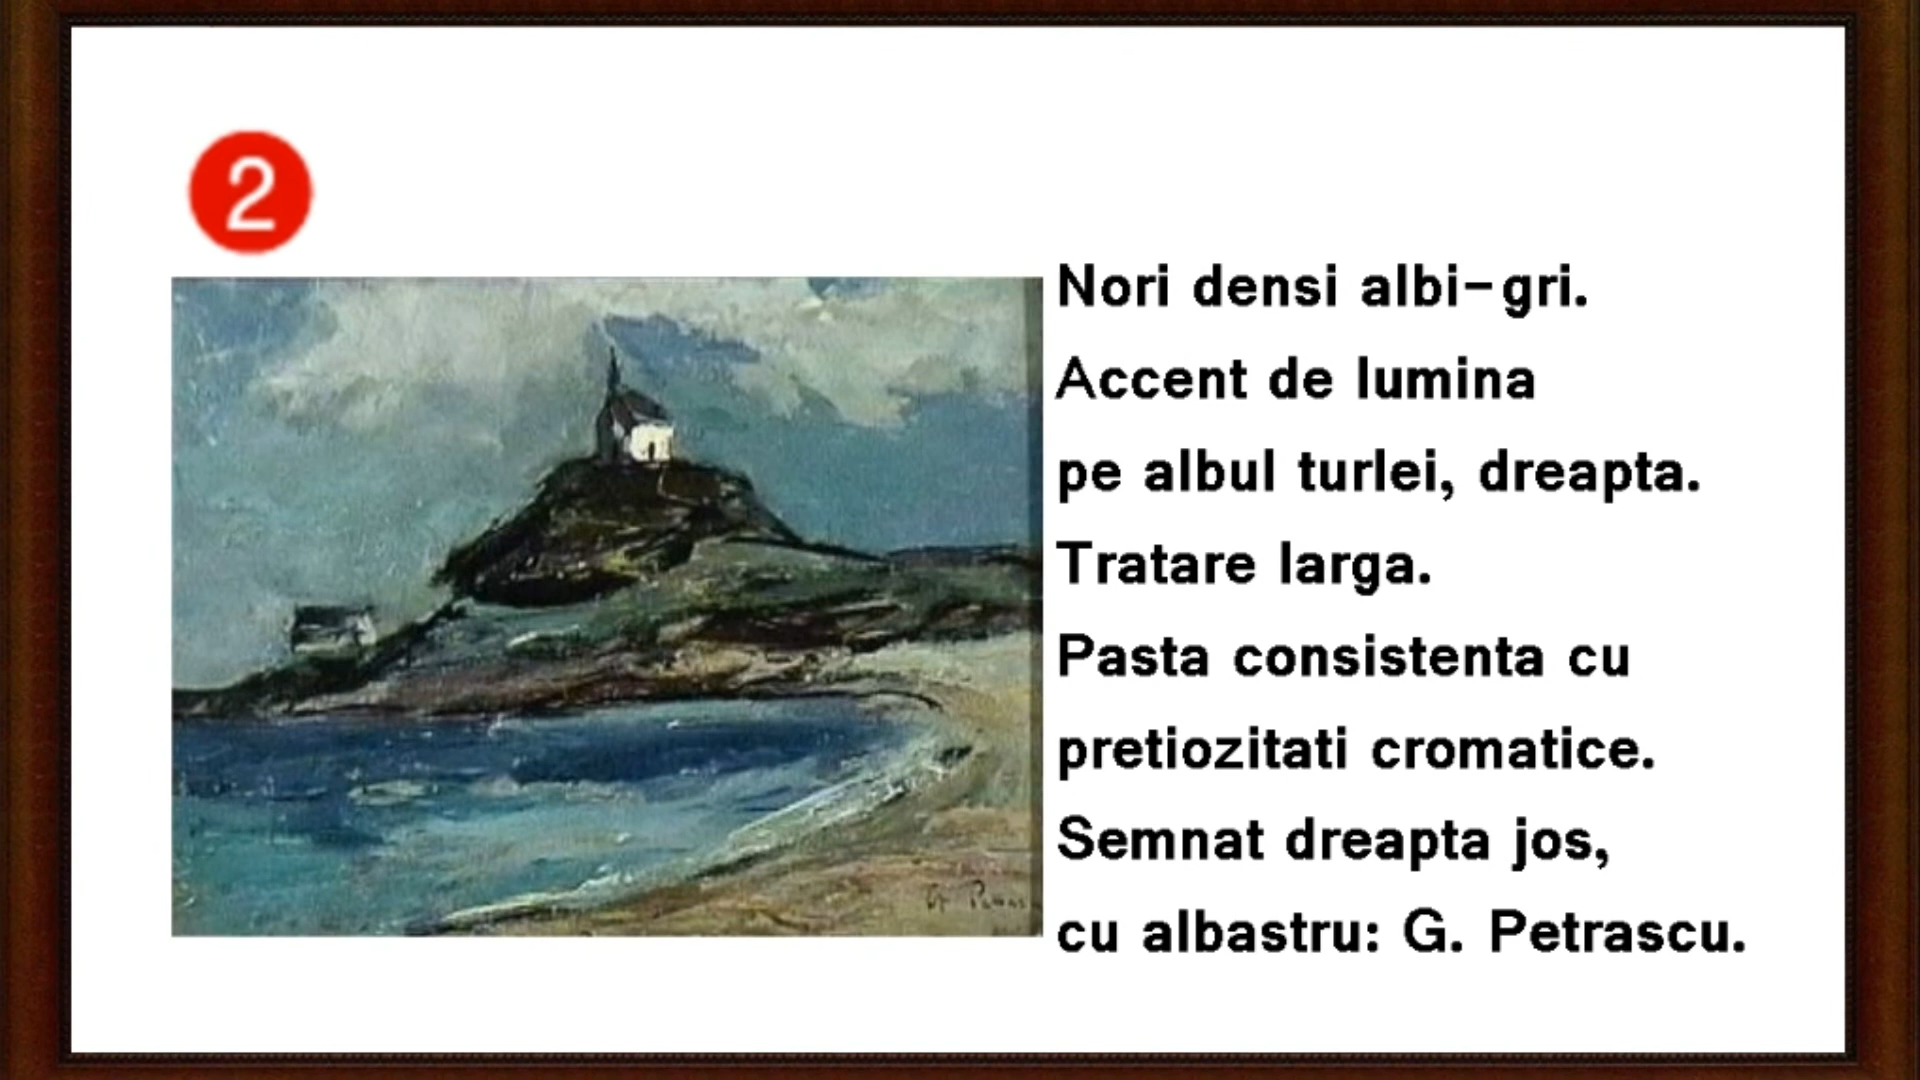 2
Nori densi albi-gri.
Accent de lumina
pe albul turlei, dreapta.
Tratare larga.
Pasta consistenta cu
pretiozitati cromatice.
Semnat dreapta jos,
cu albastru: G. Petrascu.